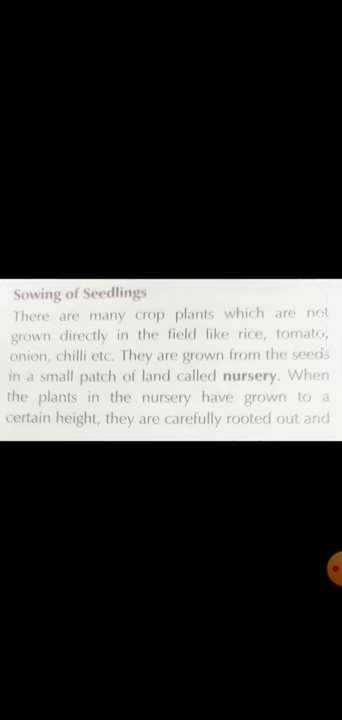 Sowing of Seedlings
There are many crop plants which are not
grown directly in the field like rice, tomato,
onion, chilli etc. They are grown from the seeds
in a small patch of land called nursery. When
the plants in the nursery have grown to a
certain height, they are carefully rooted out and